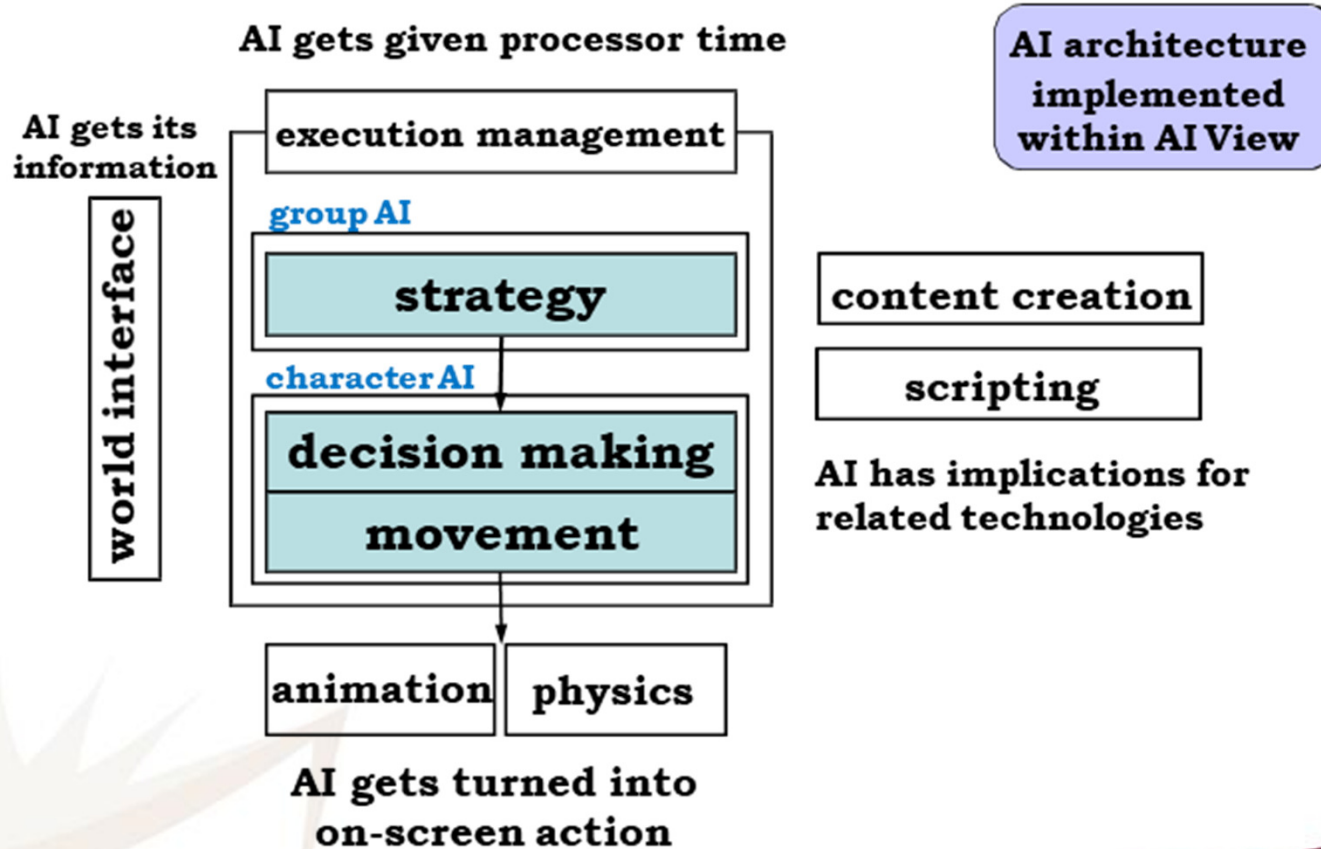 AI gets given processor time
AI architecture
implemented
within AI View
AI gets its
information
execution management
world interface
group AI
strategy
content creation
character AI
scripting
decision making
movement
AI has implications for
related technologies
animation
physics
AI gets turned into
on-screen action